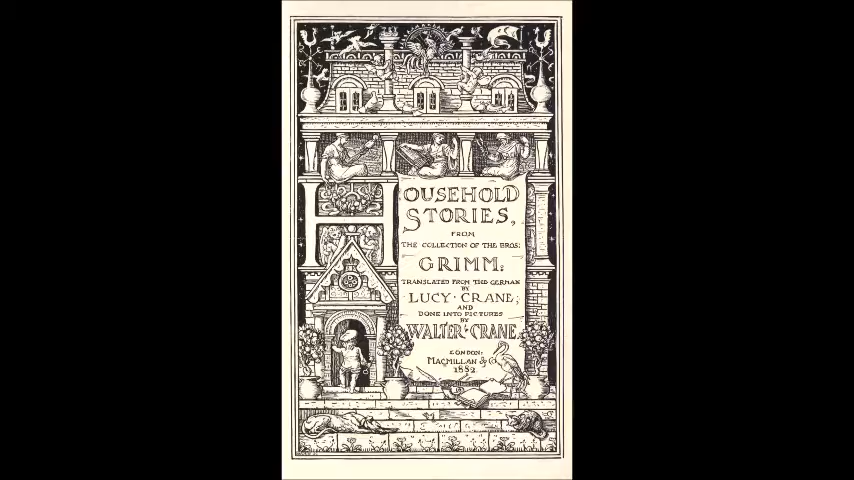 HOUSEHOLD
STORIES,
FROM
THE COLLECTION OF THE BROS:
GRIMM:
TRANSLATED FROM THE GERMAN
BY
LUCY · CRANE;
AND
DONE INTO PICTURES
BY
WALTER · CRANE
LONDON:
MACMILLAN & Co
1882